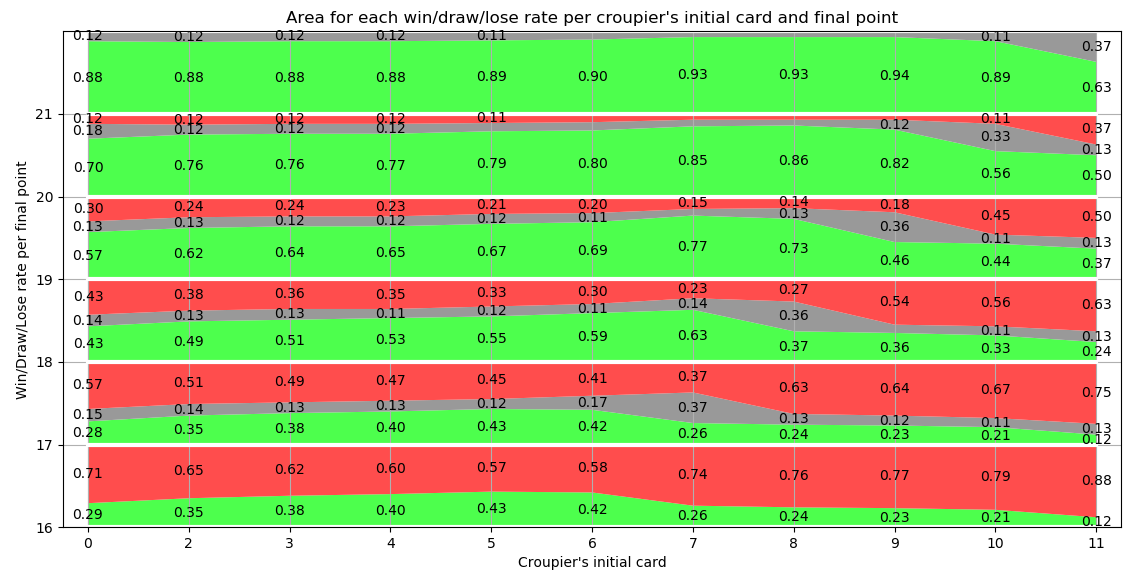 Area for each win/draw/lose rate per croupier's initial card and final point
0.12 0.12 0.12 0.12 0.11 0.11 0.37
0.88 0.88 0.88 0.88 0.89 0.90 0.93 0.93 0.94 0.89 0.63
21
0.12 0.12 0.12 0.12 0.11 0.11 0.37
0.18 0.12 0.12 0.12 0.12 0.33 0.13
0.70 0.76 0.76 0.77 0.79 0.80 0.85 0.86 0.82 0.56 0.50
20
0.30 0.24 0.24 0.23 0.21 0.20 0.15 0.14 0.18 0.45 0.50
0.13 0.13 0.12 0.12 0.12 0.11 0.13 0.36 0.11 0.13
0.57 0.62 0.64 0.65 0.67 0.69 0.77 0.73 0.46 0.44 0.37
19
0.43 0.38 0.36 0.35 0.33 0.30 0.23 0.27 0.54 0.56 0.63
0.14 0.13 0.13 0.11 0.12 0.11 0.14 0.36 0.11 0.13
0.43 0.49 0.51 0.53 0.55 0.59 0.63 0.37 0.36 0.33 0.24
18
0.57 0.51 0.49 0.47 0.45 0.41 0.37 0.63 0.64 0.67 0.75
0.15 0.14 0.13 0.13 0.12 0.17 0.37 0.13 0.12 0.11 0.13
0.28 0.35 0.38 0.40 0.43 0.42 0.26 0.24 0.23 0.21 0.12
17
0.71 0.65 0.62 0.60 0.57 0.58 0.74 0.76 0.77 0.79 0.88
0.29 0.35 0.38 0.40 0.43 0.42 0.26 0.24 0.23 0.21 0.12
16
0 2 3 4 5 6 7 8 9 10 11
Croupier's initial card
Win/Draw/Lose rate per final point